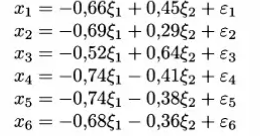 x₁ = −0,66ξ₁ + 0,45ξ₂ + ε₁
x₂ = −0,69ξ₁ + 0,29ξ₂ + ε₂
x₃ = −0,52ξ₁ + 0,64ξ₂ + ε₃
x₄ = −0,74ξ₁ − 0,41ξ₂ + ε₄
x₅ = −0,74ξ₁ − 0,38ξ₂ + ε₅
x₆ = −0,68ξ₁ − 0,36ξ₂ + ε₆